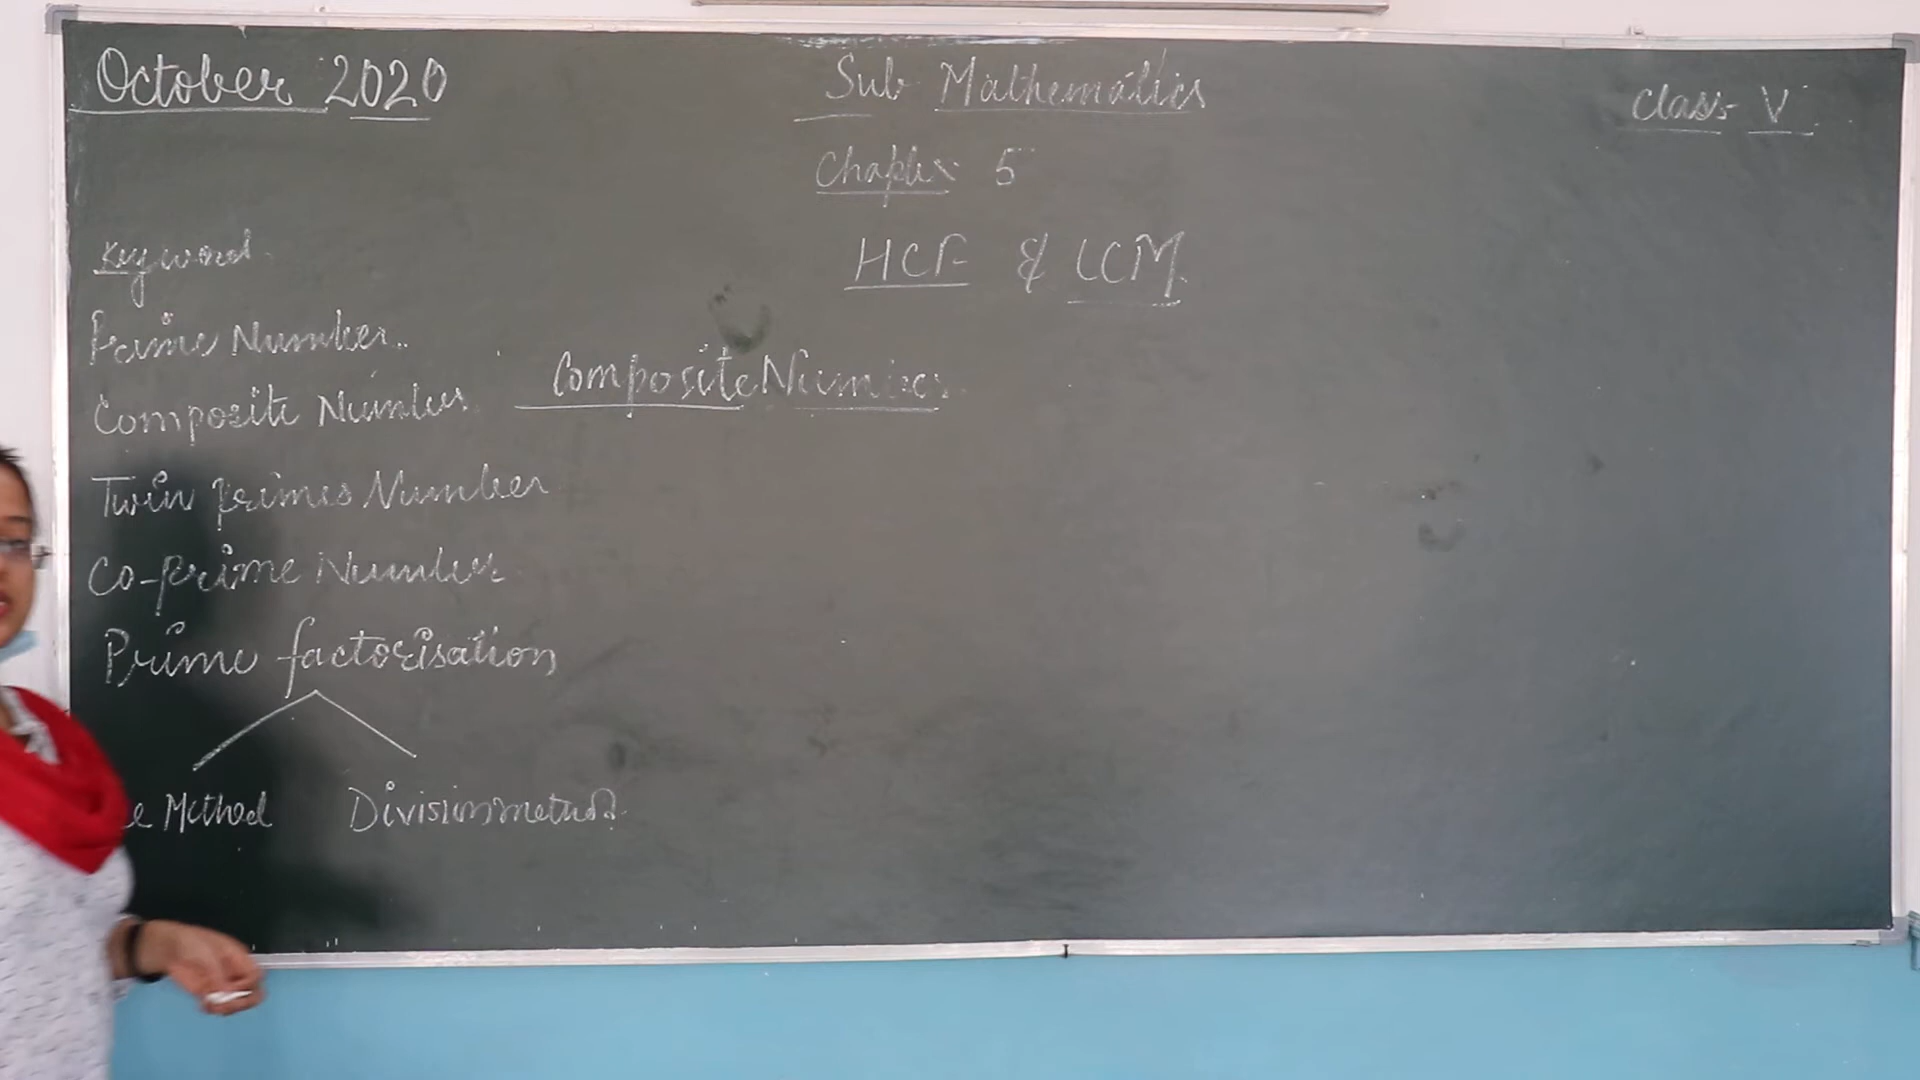 October 2020
Sub Mathematics
Class- V
Chapter 5
HCF & LCM
Keyword
Prime Number
Composite Number
Composite Number
Twin primes Number
Co-prime Number
Prime factorisation
Method Division method